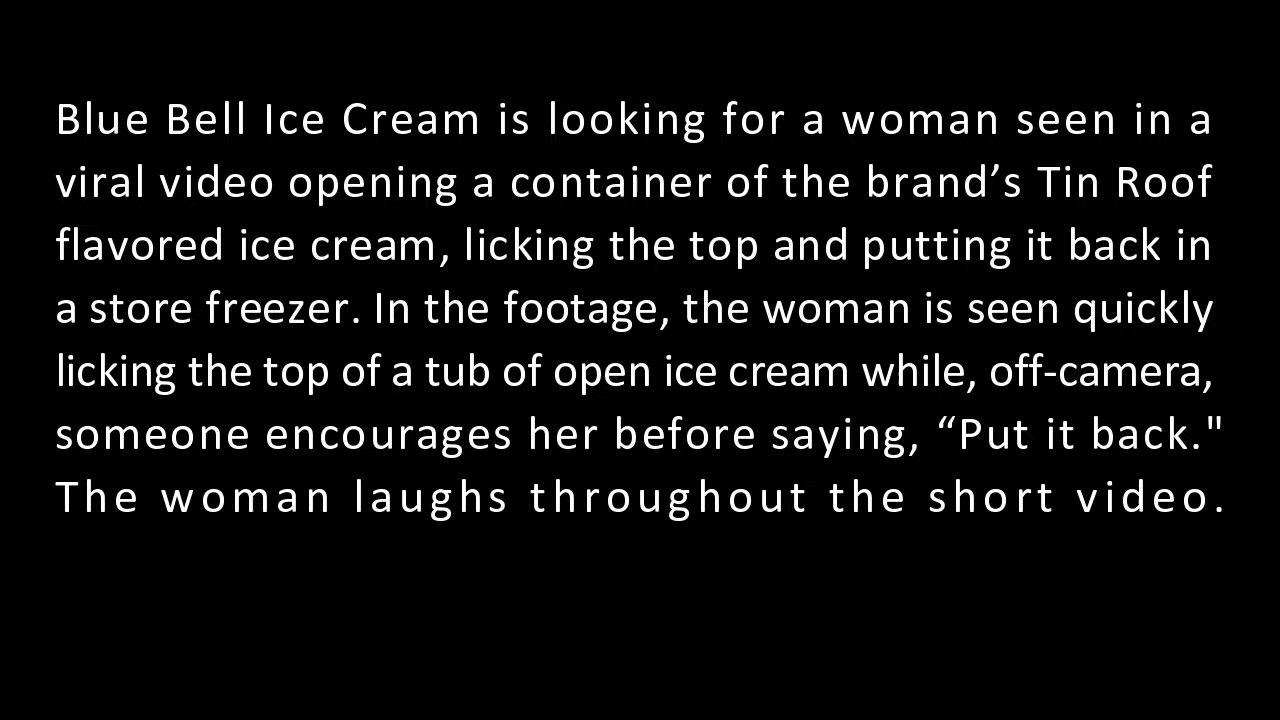 Blue Bell Ice Cream is looking for a woman seen in a
viral video opening a container of the brand’s Tin Roof
flavored ice cream, licking the top and putting it back in
a store freezer. In the footage, the woman is seen quickly
licking the top of a tub of open ice cream while, off-camera,
someone encourages her before saying, “Put it back."
The woman laughs throughout the short video.